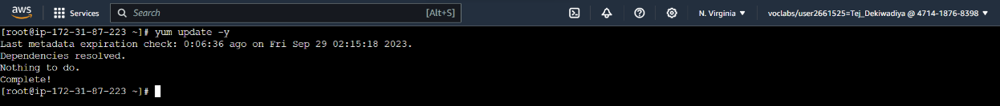 aws Services Search [Alt+S] N. Virginia voclabs/user2661525=Tej_Dekiwadiya @ 4714-1876-8398
[root@ip-172-31-87-223 ~]# yum update -y
Last metadata expiration check: 0:06:36 ago on Fri Sep 29 02:15:18 2023.
Dependencies resolved.
Nothing to do.
Complete!
[root@ip-172-31-87-223 ~]#